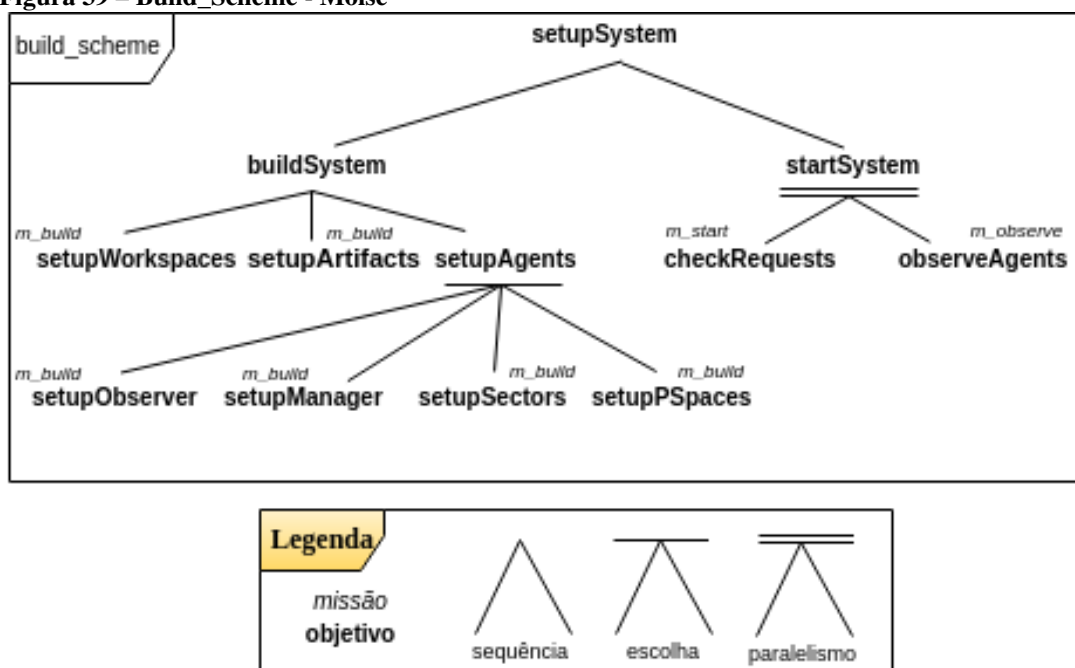 Figura 39 – Build_Scheme - Moise
build_scheme
setupSystem
buildSystem
startSystem
m_build
m_build
m_start
m_observe
setupWorkspaces
setupArtifacts
setupAgents
checkRequests
observeAgents
m_build
m_build
m_build
m_build
setupObserver
setupManager
setupSectors
setupPSpaces
Legenda
missão
objetivo
sequência
escolha
paralelismo